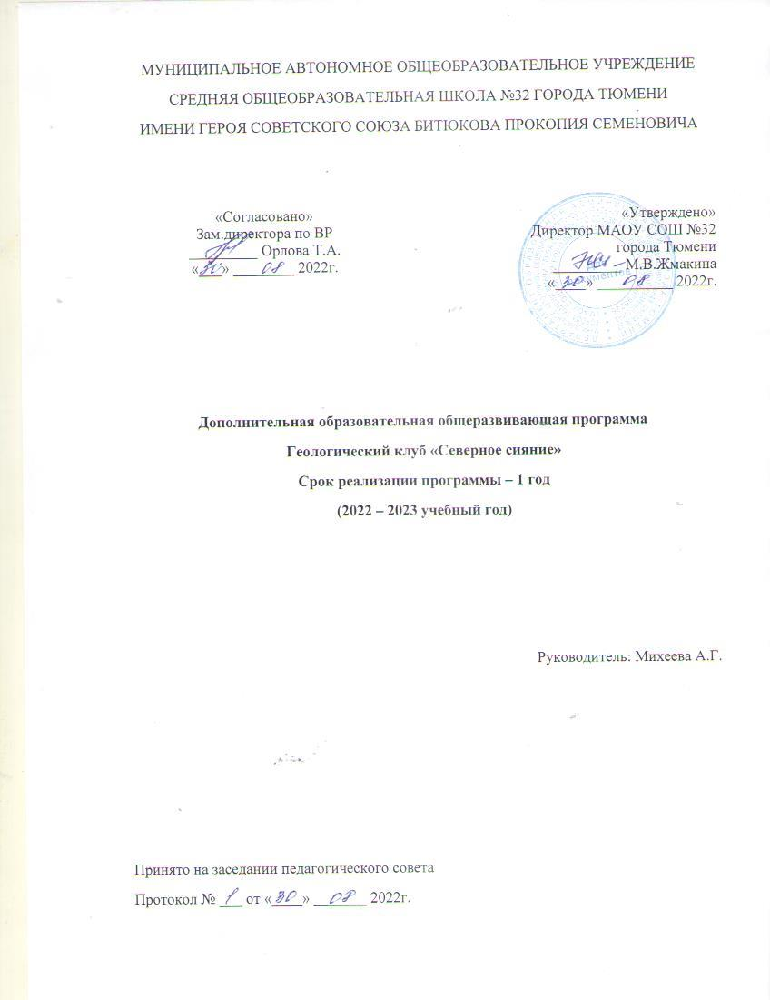 МУНИЦИПАЛЬНОЕ АВТОНОМНОЕ ОБЩЕОБРАЗОВАТЕЛЬНОЕ УЧРЕЖДЕНИЕ
СРЕДНЯЯ ОБЩЕОБРАЗОВАТЕЛЬНАЯ ШКОЛА №32 ГОРОДА ТЮМЕНИ
ИМЕНИ ГЕРОЯ СОВЕТСКОГО СОЮЗА БИТЮКОВА ПРОКОПИЯ СЕМЕНОВИЧА
«Согласовано»
Зам.директора по ВР
_________ Орлова Т.А.
«30» 08 2022г.
«Утверждено»
Директор МАОУ СОШ №32
города Тюмени
_________ М.В.Жмакина
«30» 08 2022г.
Дополнительная образовательная общеразвивающая программа
Геологический клуб «Северное сияние»
Срок реализации программы – 1 год
(2022 – 2023 учебный год)
Руководитель: Михеева А.Г.
Принято на заседании педагогического совета
Протокол № 1 от «30» 08 2022г.